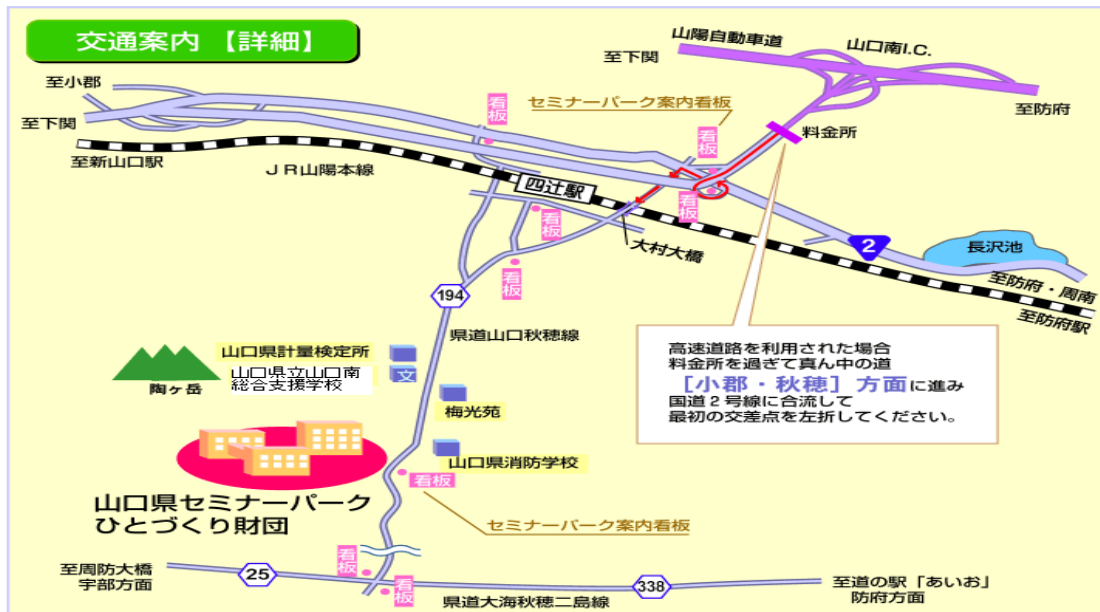 交通案内 【詳細】
山陽自動車道
山口南I.C.
至下関
至防府
至小郡
至下関
至新山口駅
JR山陽本線
看板
セミナーパーク案内看板
看板
料金所
四辻駅
看板
看板
大村大橋
看板
2
長沢池
至防府・周南
至防府駅
194
県道山口秋穂線
高速道路を利用された場合
料金所を過ぎて真ん中の道
[小郡・秋穂] 方面に進み
国道2号線に合流して
最初の交差点を左折してください。
陶ヶ岳
山口県計量検定所
山口県立山口南
総合支援学校
文
梅光苑
山口県消防学校
看板
セミナーパーク案内看板
山口県セミナーパーク
ひとづくり財団
至周防大橋
宇部方面
25
看板
看板
県道大海秋穂二島線
338
至道の駅「あいお」
防府方面